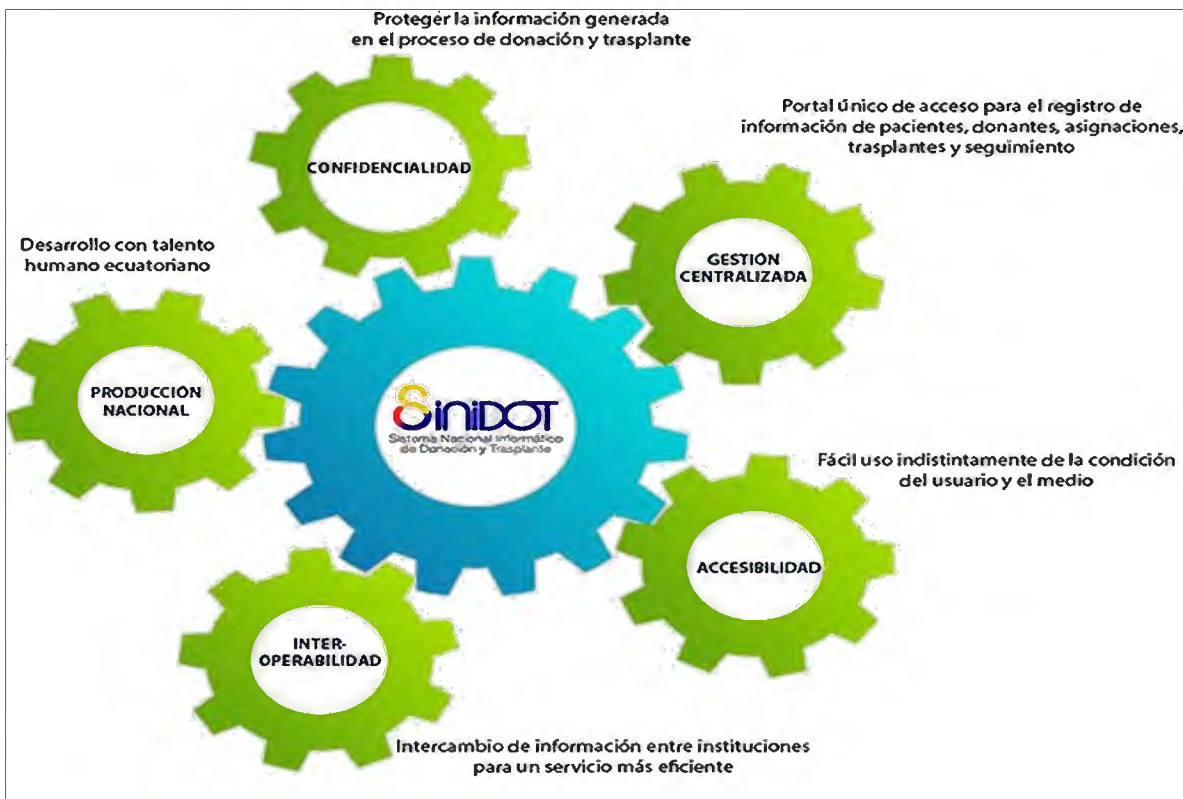 Proteger la información generada
en el proceso de donación y trasplante
CONFIDENCIALIDAD
Portal único de acceso para el registro de
información de pacientes, donantes, asignaciones,
trasplantes y seguimiento
GESTIÓN
CENTRALIZADA
Desarrollo con talento
humano ecuatoriano
PRODUCCIÓN
NACIONAL
SINIDOT
Sistema Nacional Informático
de Donación y Trasplante
Fácil uso indistintamente de la condición
del usuario y el medio
ACCESIBILIDAD
INTER-
OPERABILIDAD
Intercambio de información entre instituciones
para un servicio más eficiente